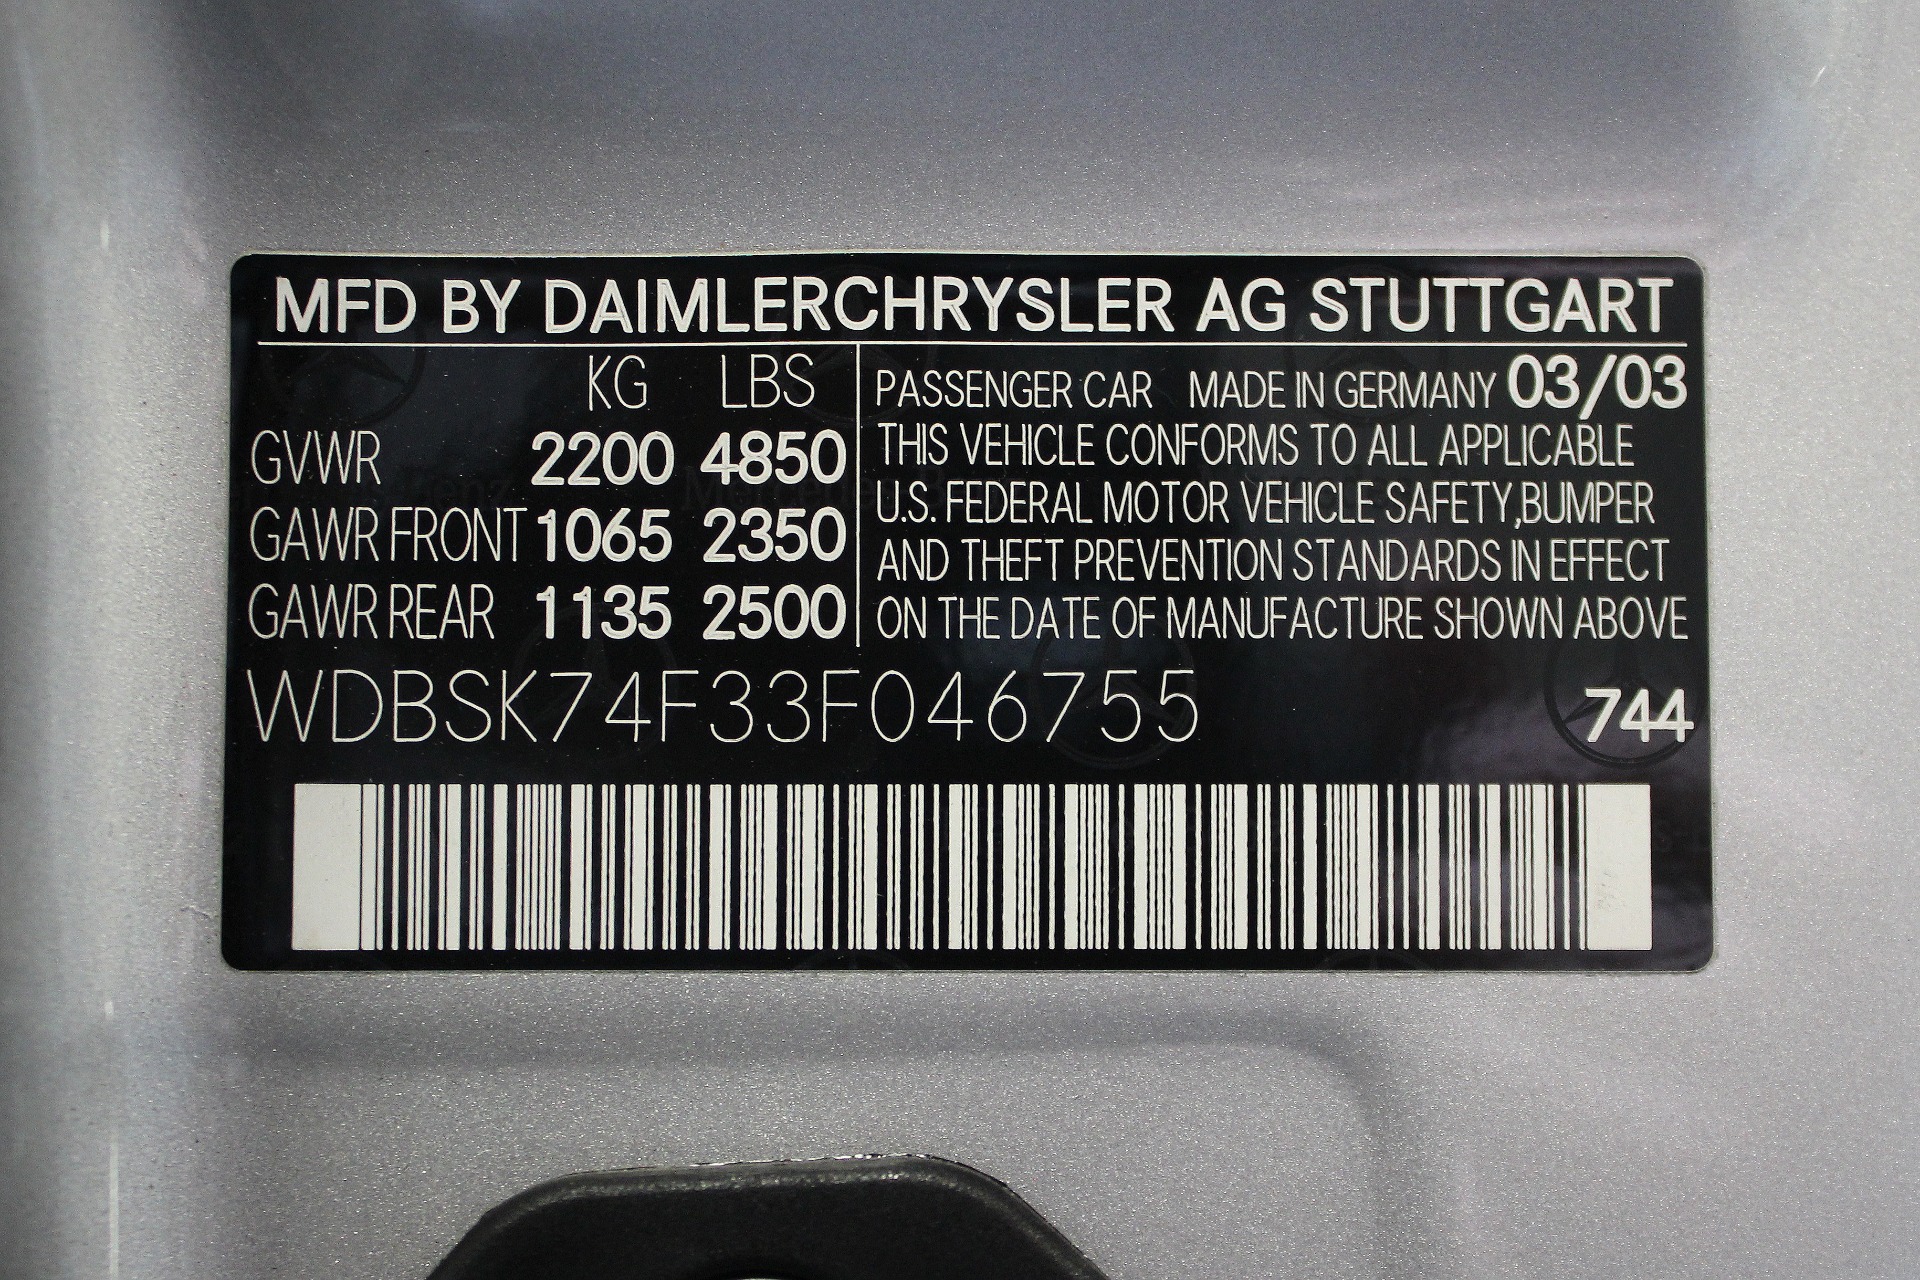 MFD BY DAIMLERCHRYSLER AG STUTTGART
KG LBS
GVWR 2200 4850
GAWR FRONT 1065 2350
GAWR REAR 1135 2500
PASSENGER CAR MADE IN GERMANY 03/03
THIS VEHICLE CONFORMS TO ALL APPLICABLE
U.S. FEDERAL MOTOR VEHICLE SAFETY,BUMPER
AND THEFT PREVENTION STANDARDS IN EFFECT
ON THE DATE OF MANUFACTURE SHOWN ABOVE
WDBSK74F33F046755
744